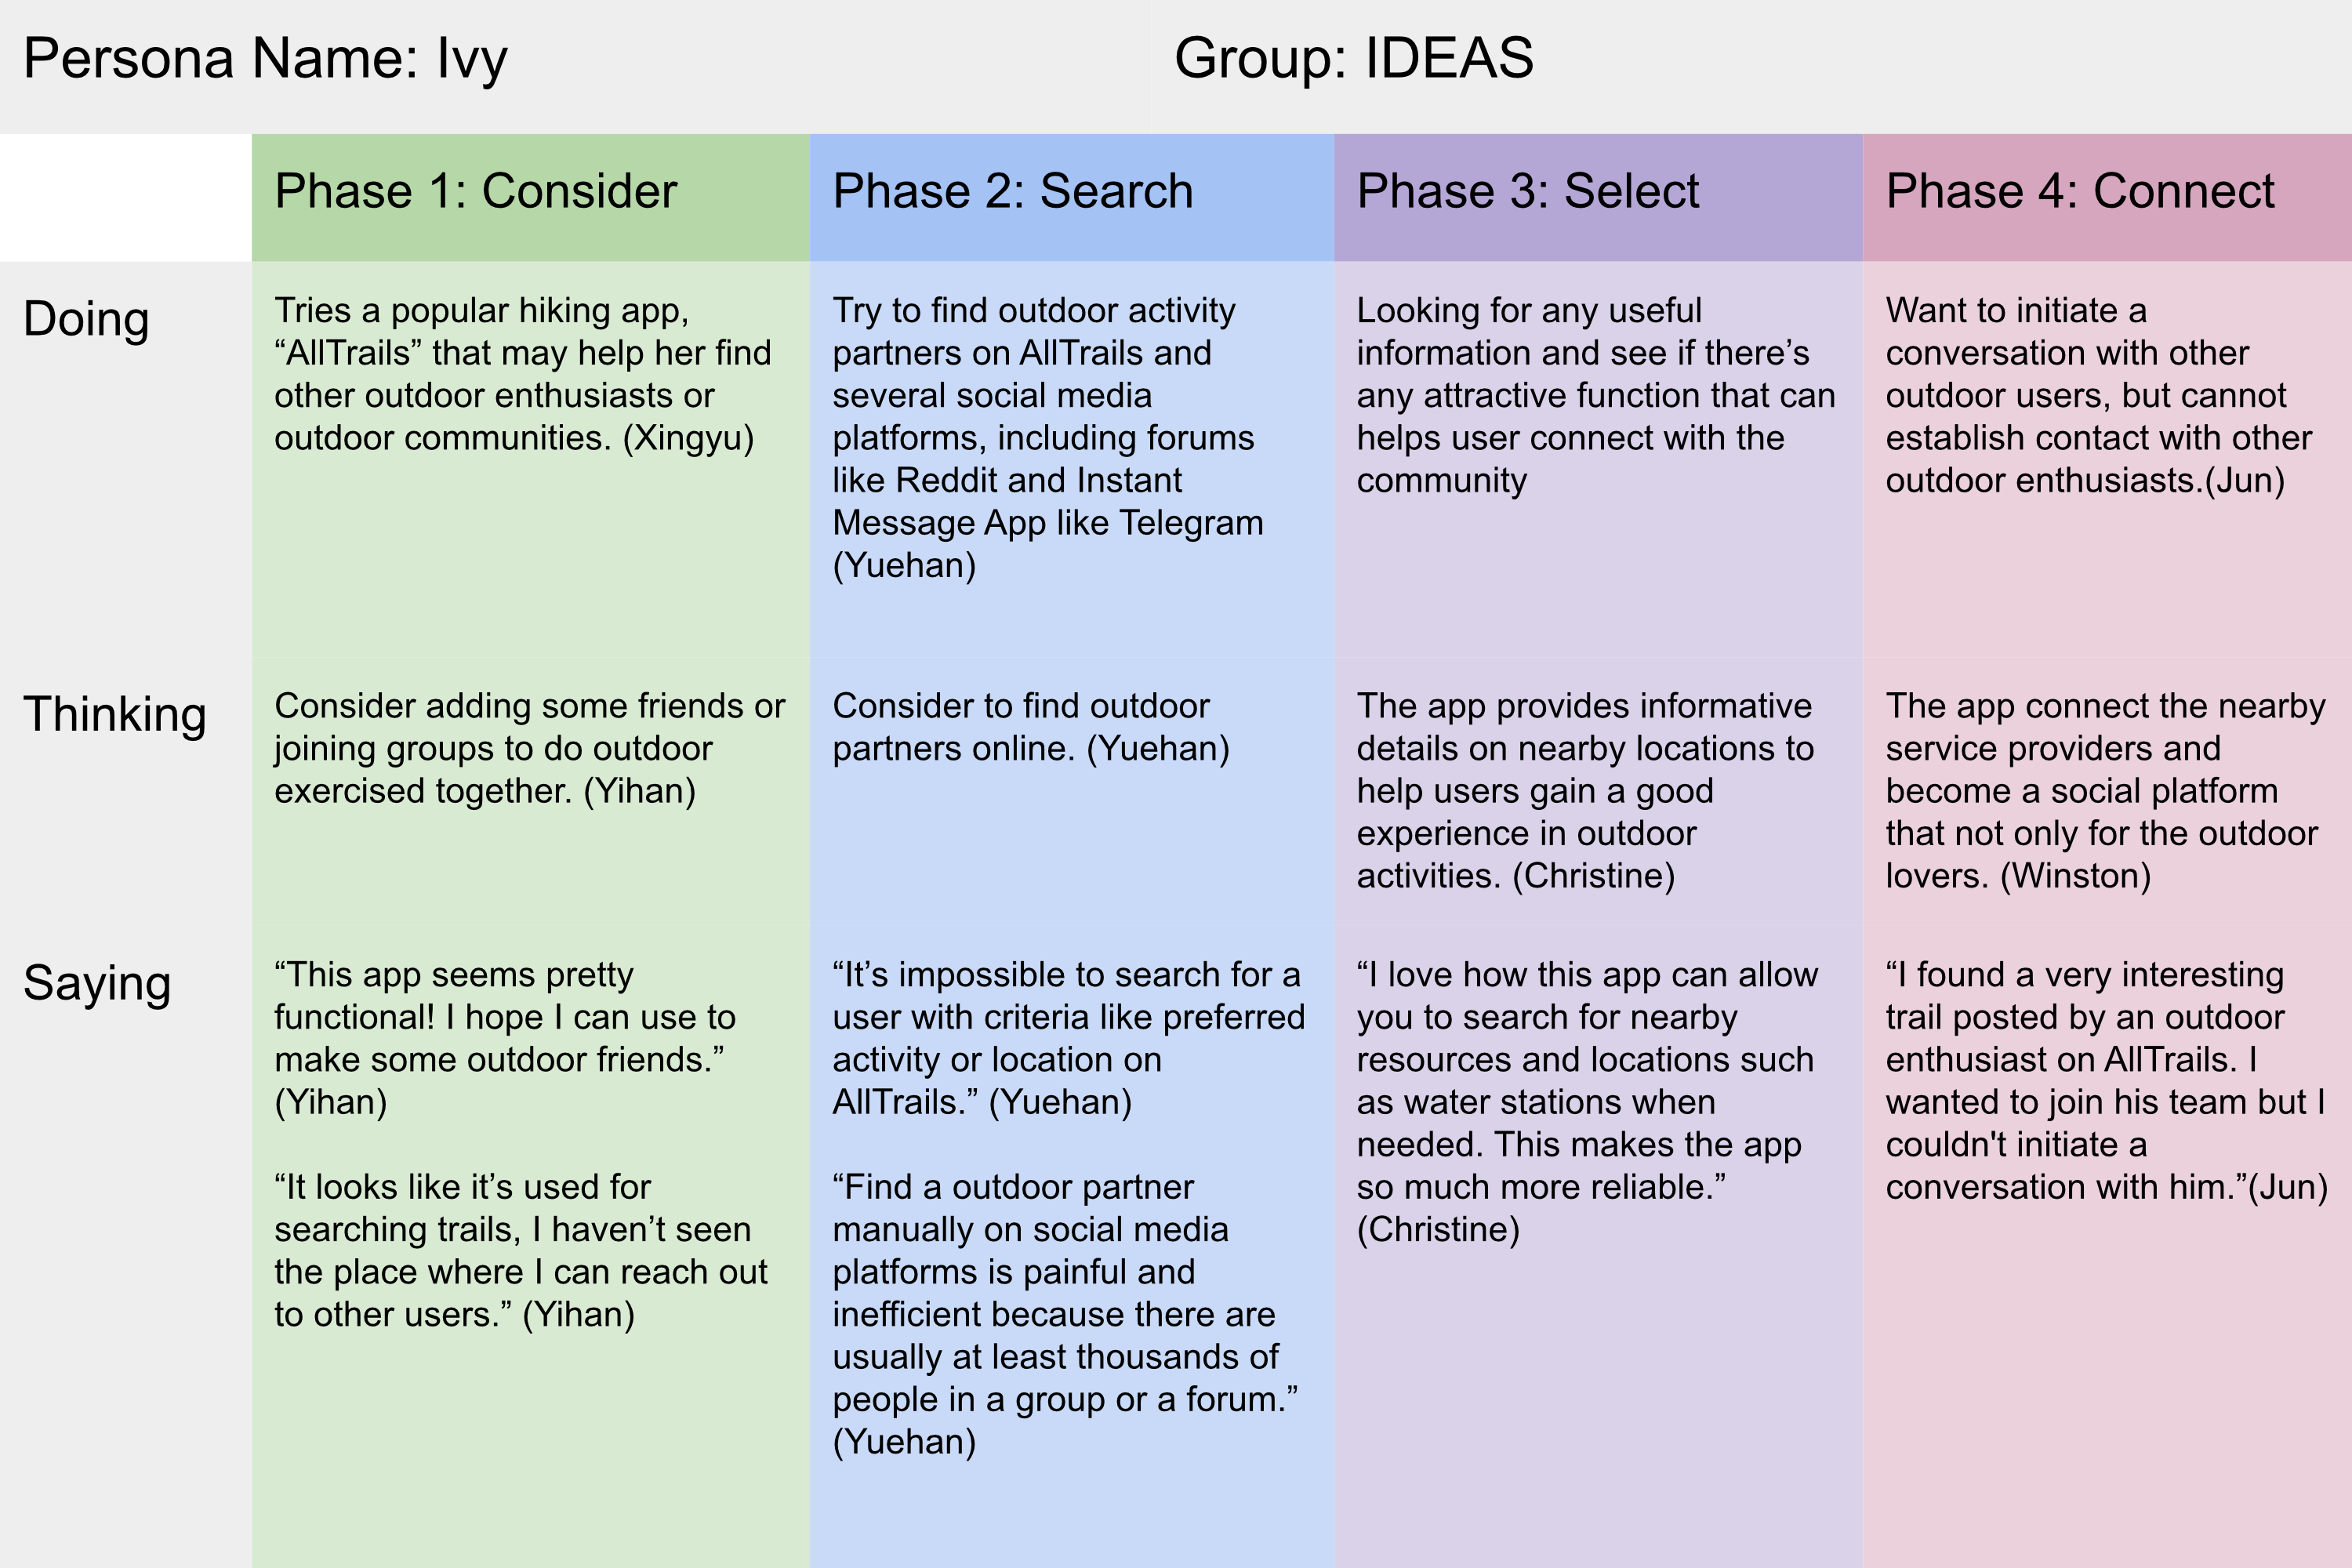 Persona Name: Ivy
Group: IDEAS
Phase 1: Consider
Phase 2: Search
Phase 3: Select
Phase 4: Connect
Doing
Tries a popular hiking app,
“AllTrails” that may help her find
other outdoor enthusiasts or
outdoor communities. (Xingyu)
Try to find outdoor activity
partners on AllTrails and
several social media
platforms, including forums
like Reddit and Instant
Message App like Telegram
(Yuehan)
Looking for any useful
information and see if there’s
any attractive function that can
helps user connect with the
community
Want to initiate a
conversation with other
outdoor users, but cannot
establish contact with other
outdoor enthusiasts.(Jun)
Thinking
Consider adding some friends or
joining groups to do outdoor
exercised together. (Yihan)
Consider to find outdoor
partners online. (Yuehan)
The app provides informative
details on nearby locations to
help users gain a good
experience in outdoor
activities. (Christine)
The app connect the nearby
service providers and
become a social platform
that not only for the outdoor
lovers. (Winston)
Saying
“This app seems pretty
functional! I hope I can use to
make some outdoor friends.”
(Yihan)
“It looks like it’s used for
searching trails, I haven’t seen
the place where I can reach out
to other users.” (Yihan)
“It’s impossible to search for a
user with criteria like preferred
activity or location on
AllTrails.” (Yuehan)
“Find a outdoor partner
manually on social media
platforms is painful and
inefficient because there are
usually at least thousands of
people in a group or a forum.”
(Yuehan)
“I love how this app can allow
you to search for nearby
resources and locations such
as water stations when
needed. This makes the app
so much more reliable.”
(Christine)
“I found a very interesting
trail posted by an outdoor
enthusiast on AllTrails. I
wanted to join his team but I
couldn't initiate a
conversation with him.”(Jun)